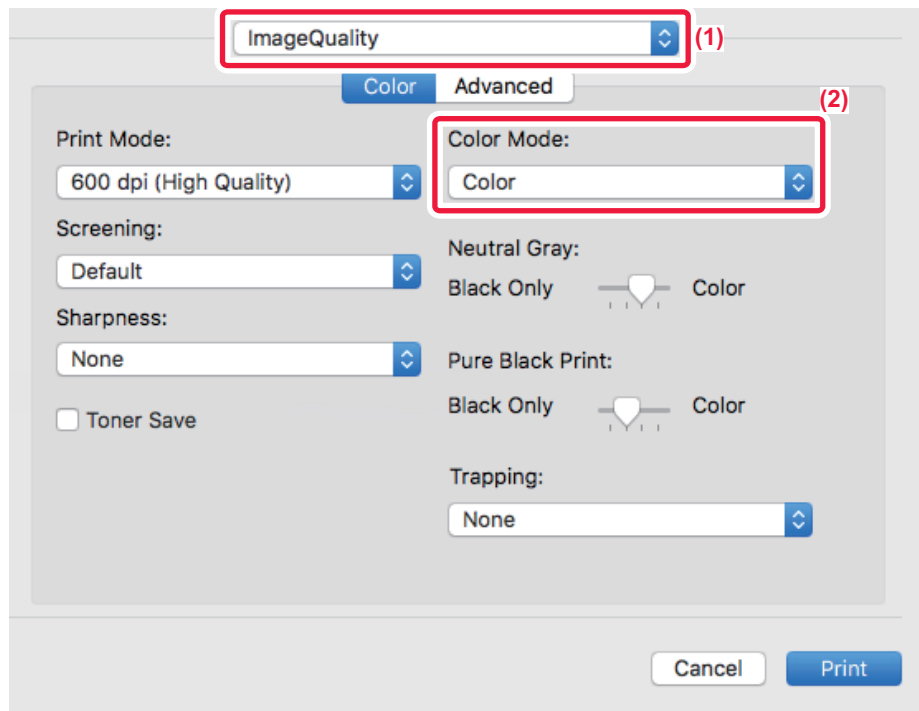 ImageQuality
(1)
Color
Advanced
(2)
Print Mode:
600 dpi (High Quality)
Screening:
Default
Sharpness:
None
Toner Save
Color Mode:
Color
Neutral Gray:
Black Only Color
Pure Black Print:
Black Only Color
Trapping:
None
Cancel
Print